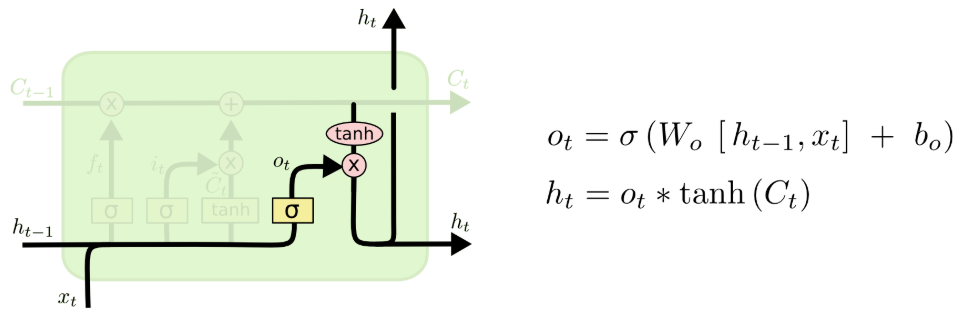 h_t
C_{t-1}
C_t
x
+
tanh
f_t
i_t
C̃_t
x
o_t
x
σ
σ
tanh
σ
h_{t-1}
h_t
x_t
o_t = σ (W_o [h_{t-1}, x_t] + b_o)
h_t = o_t * tanh (C_t)